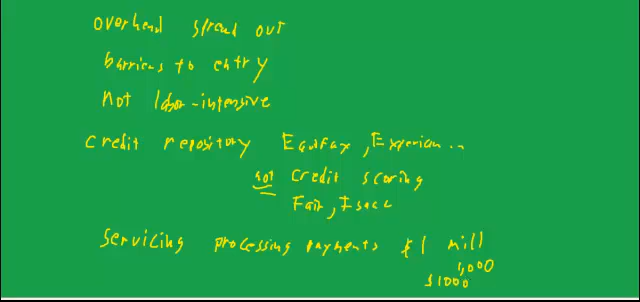 overhead spread out
barriers to entry
not labor-intensive
credit repository Equifax, Experian...
not credit scoring
Fair, Isaac
servicing processing payments $1 mill
1,000
$1000